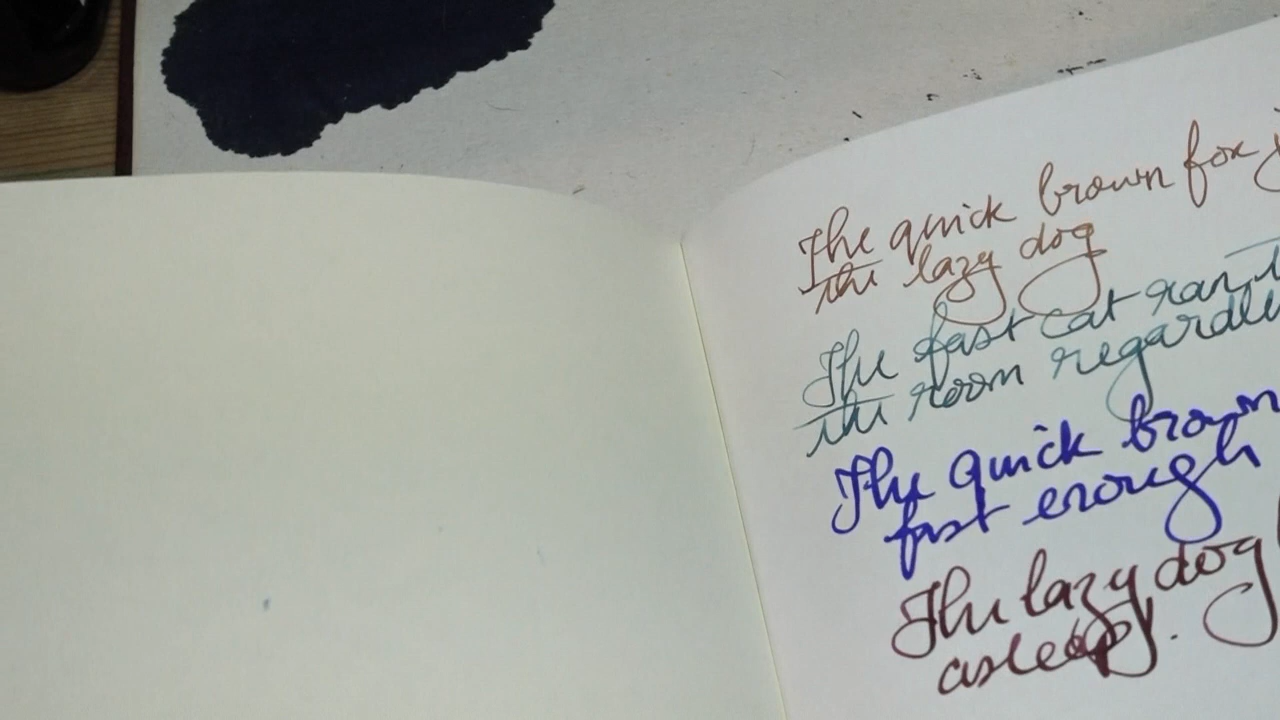 The quick brown fox
the lazy dog
The fast cat ran
the room
The quick brown
fast enough
The lazy dog
asleep.